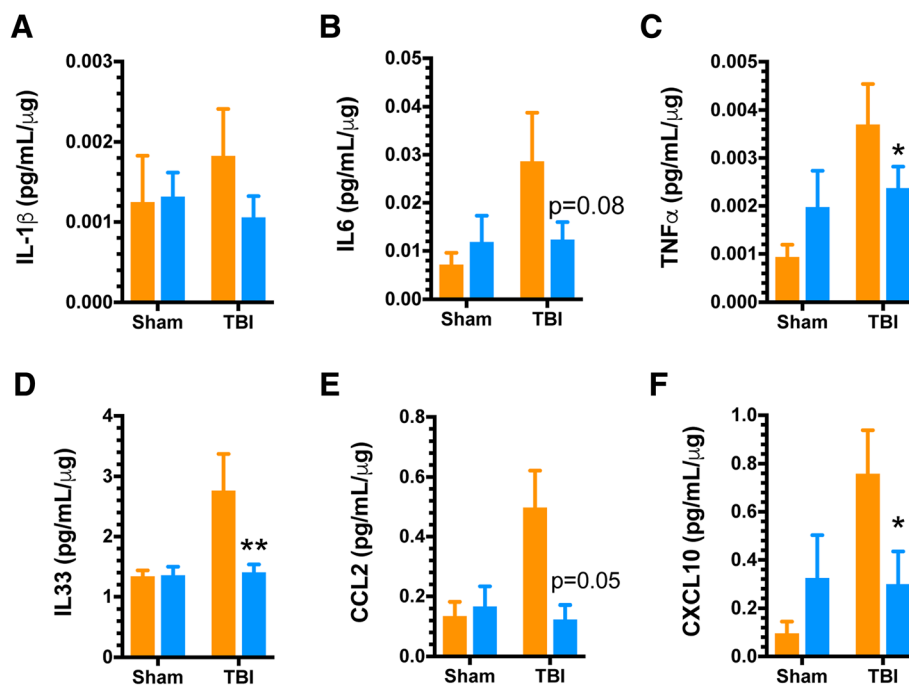 A
IL-1β (pg/mL/μg)
0.003
0.002
0.001
0.000
Sham TBI
B
IL6 (pg/mL/μg)
0.05
0.04
0.03
0.02
0.01
0.00
p=0.08
Sham TBI
C
TNFα (pg/mL/μg)
0.005
0.004
0.003
0.002
0.001
0.000
*
Sham TBI
D
IL33 (pg/mL/μg)
4
3
2
1
0
**
Sham TBI
E
CCL2 (pg/mL/μg)
0.8
0.6
0.4
0.2
0.0
p=0.05
Sham TBI
F
CXCL10 (pg/mL/μg)
1.0
0.8
0.6
0.4
0.2
0.0
*
Sham TBI